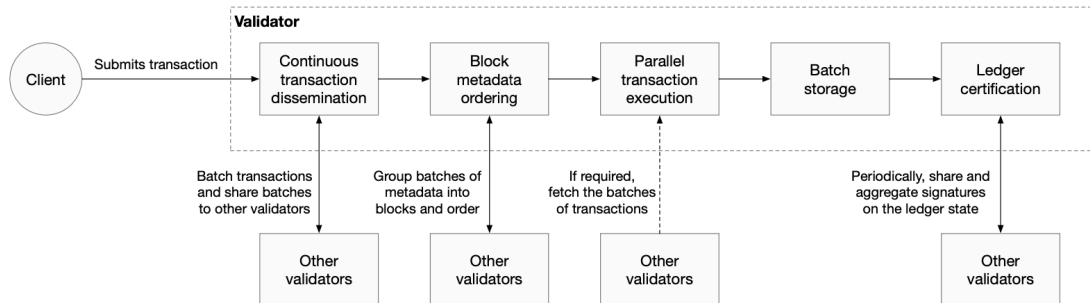 Validator
Client
Submits transaction
Continuous
transaction
dissemination
Block
metadata
ordering
Parallel
transaction
execution
Batch
storage
Ledger
certification
Batch transactions
and share batches
to other validators
Group batches of
metadata into
blocks and order
If required,
fetch the batches
of transactions
Periodically, share and
aggregate signatures
on the ledger state
Other
validators
Other
validators
Other
validators
Other
validators